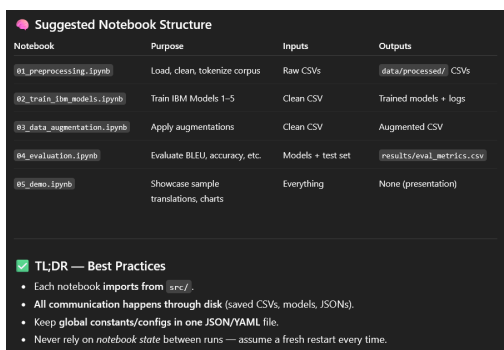 🧠 Suggested Notebook Structure
Notebook Purpose Inputs Outputs
01_preprocessing.ipynb Load, clean, tokenize corpus Raw CSVs data/processed/ CSVs
02_train_ibm_models.ipynb Train IBM Models 1–5 Clean CSV Trained models + logs
03_data_augmentation.ipynb Apply augmentations Clean CSV Augmented CSV
04_evaluation.ipynb Evaluate BLEU, accuracy, etc. Models + test set results/eval_metrics.csv
05_demo.ipynb Showcase sample Everything None (presentation)
translations, charts
✅ TL;DR — Best Practices
• Each notebook imports from src/.
• All communication happens through disk (saved CSVs, models, JSONs).
• Keep global constants/configs in one JSON/YAML file.
• Never rely on notebook state between runs — assume a fresh restart every time.